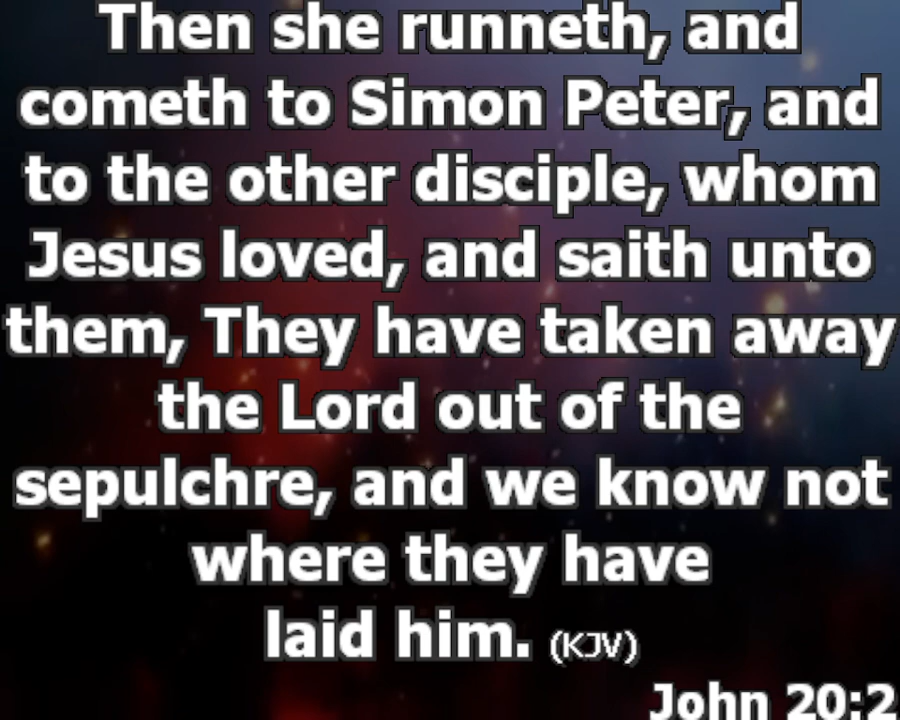 Then she runneth, and
cometh to Simon Peter, and
to the other disciple, whom
Jesus loved, and saith unto
them, They have taken away
the Lord out of the
sepulchre, and we know not
where they have
laid him. (KJV)
John 20:2